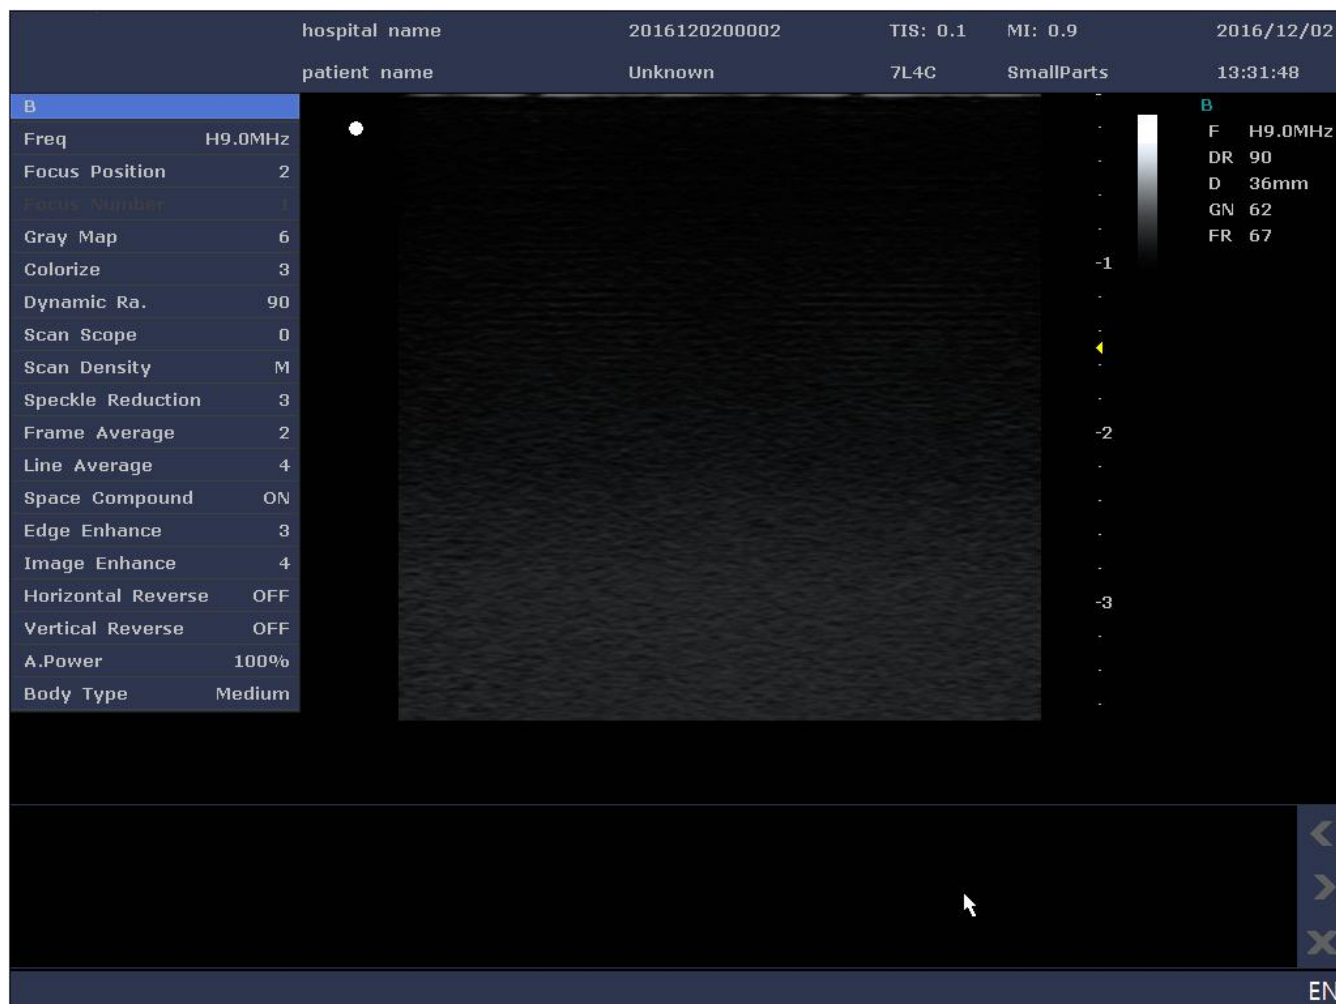 hospital name 2016120200002 TIS: 0.1 MI: 0.9 2016/12/02
patient name Unknown 7L4C SmallParts 13:31:48
B
Freq H9.0MHz
Focus Position 2
Focus Number 1
Gray Map 6
Colorize 3
Dynamic Ra. 90
Scan Scope 0
Scan Density M
Speckle Reduction 3
Frame Average 2
Line Average 4
Space Compound ON
Edge Enhance 3
Image Enhance 4
Horizontal Reverse OFF
Vertical Reverse OFF
A.Power 100%
Body Type Medium
-1
-2
-3
B
F H9.0MHz
DR 90
D 36mm
GN 62
FR 67
EN